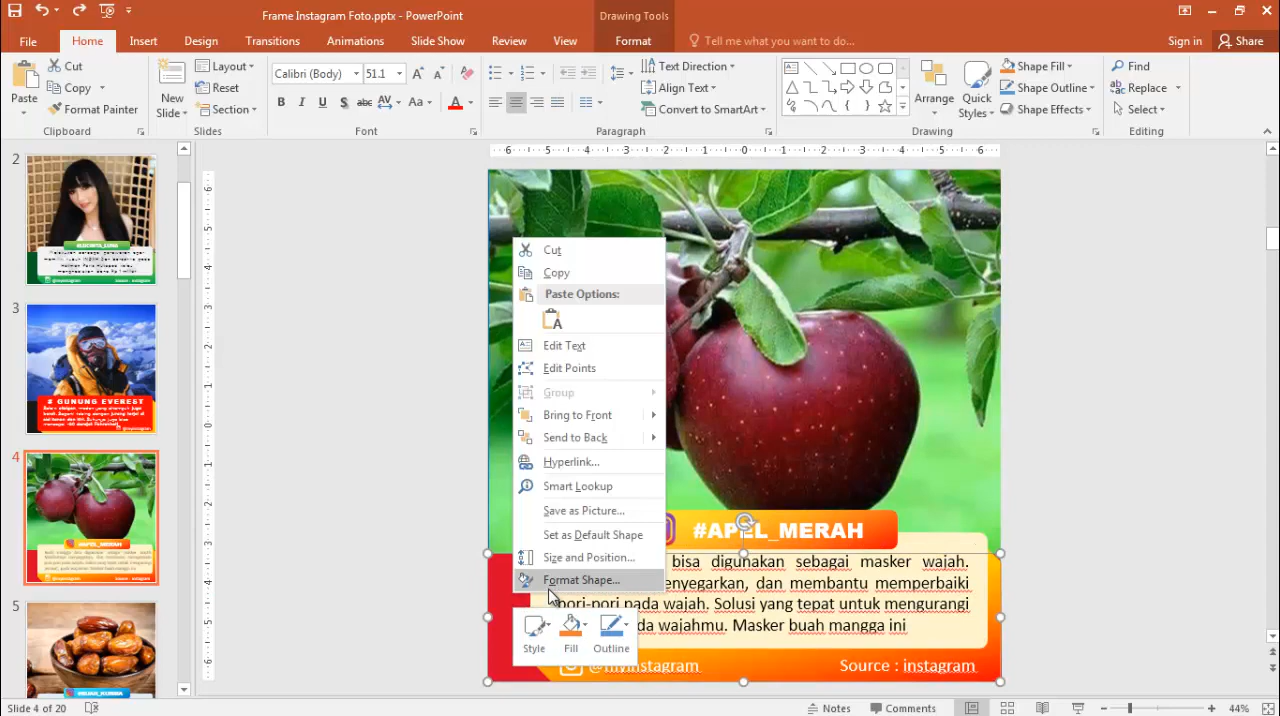 Frame Instagram Foto.pptx - PowerPoint
Drawing Tools
File Home Insert Design Transitions Animations Slide Show Review View Format Tell me what you want to do... Sign in Share
Paste
Cut
Copy
Format Painter
Clipboard
New Slide
Layout
Reset
Section
Slides
Calibri (Body) 51.1
Font
Text Direction
Align Text
Convert to SmartArt
Paragraph
Arrange
Quick Styles
Shape Fill
Shape Outline
Shape Effects
Drawing
Find
Replace
Select
Editing
2
3
# GUNUNG EVEREST
4
#APEL_MERAH
5
Cut
Copy
Paste Options:
Edit Text
Edit Points
Group
Bring to Front
Send to Back
Hyperlink...
Smart Lookup
Save as Picture...
as Default Shape
and Position...
Format Shape...
Style Fill Outline
#APEL_MERAH
bisa digunakan sebagai masker wajah.
dan membantu memperbaiki
pori-pori pada wajah. Solusi yang tepat untuk mengurangi
wajahmu. Masker buah mangga ini
@myinstagram
Source : instagram
Slide 4 of 20
Notes Comments 44%